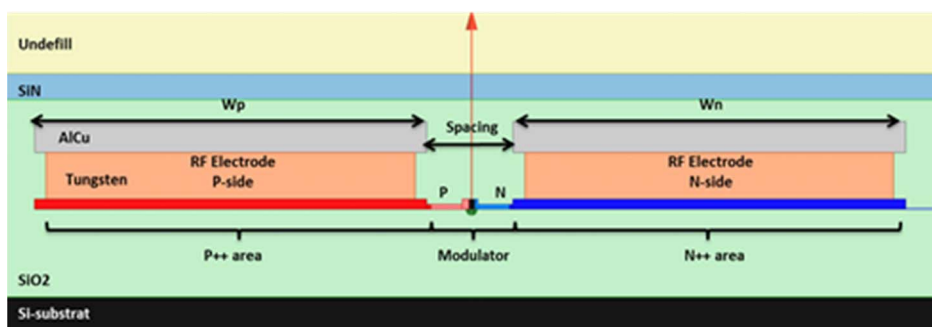 Undefill
SiN
Wp
Wn
Spacing
AlCu
RF Electrode
P-side
RF Electrode
N-side
Tungsten
P
N
P++ area
Modulator
N++ area
SiO2
Si-substrat